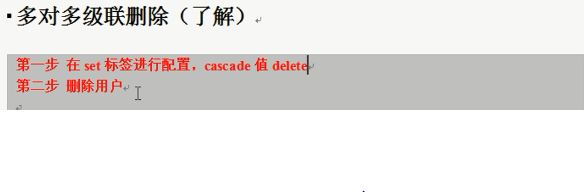 ▪多对多级联删除（了解）
第一步 在 set 标签进行配置，cascade 值 delete
第二步 删除用户